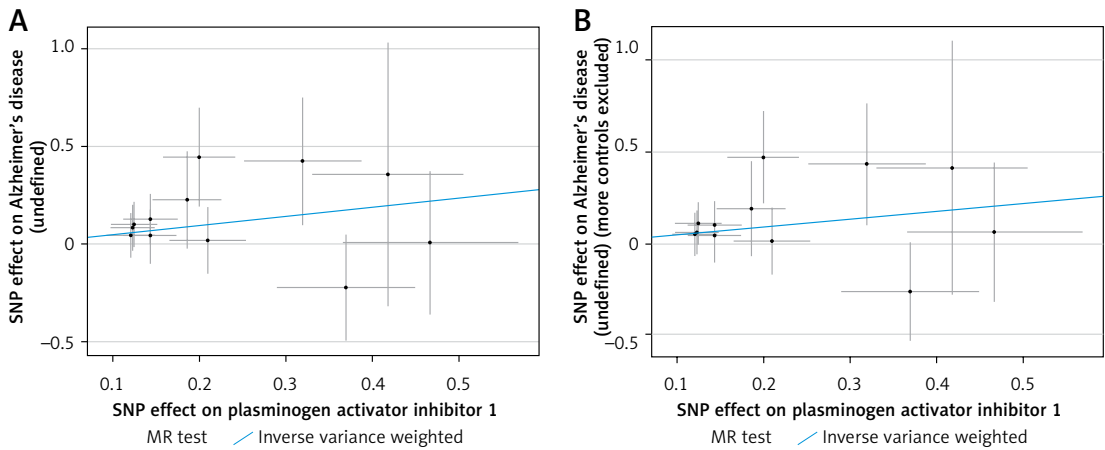 A
SNP effect on Alzheimer's disease
(undefined)
1.0
0.5
0
–0.5
0.1 0.2 0.3 0.4 0.5
SNP effect on plasminogen activator inhibitor 1
MR test Inverse variance weighted
B
SNP effect on Alzheimer's disease
(undefined) (more controls excluded)
1.0
0.5
0
–0.5
0.1 0.2 0.3 0.4 0.5
SNP effect on plasminogen activator inhibitor 1
MR test Inverse variance weighted